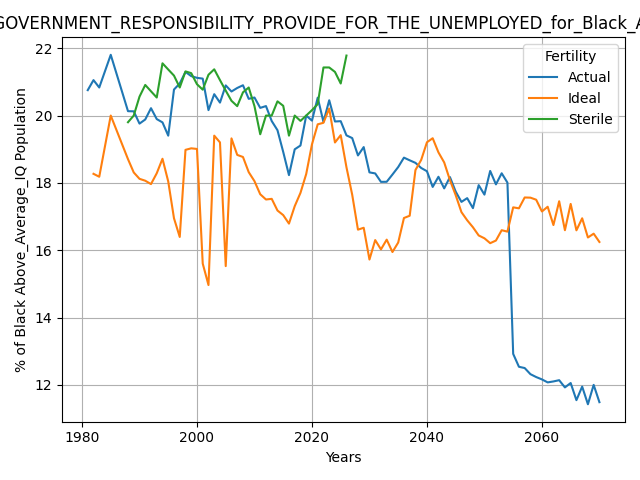 GOVERNMENT_RESPONSIBILITY_PROVIDE_FOR_THE_UNEMPLOYED_for_Black_A
% of Black Above_Average_IQ Population
22
20
18
16
14
12
1980 2000 2020 2040 2060
Years
Fertility
Actual
Ideal
Sterile